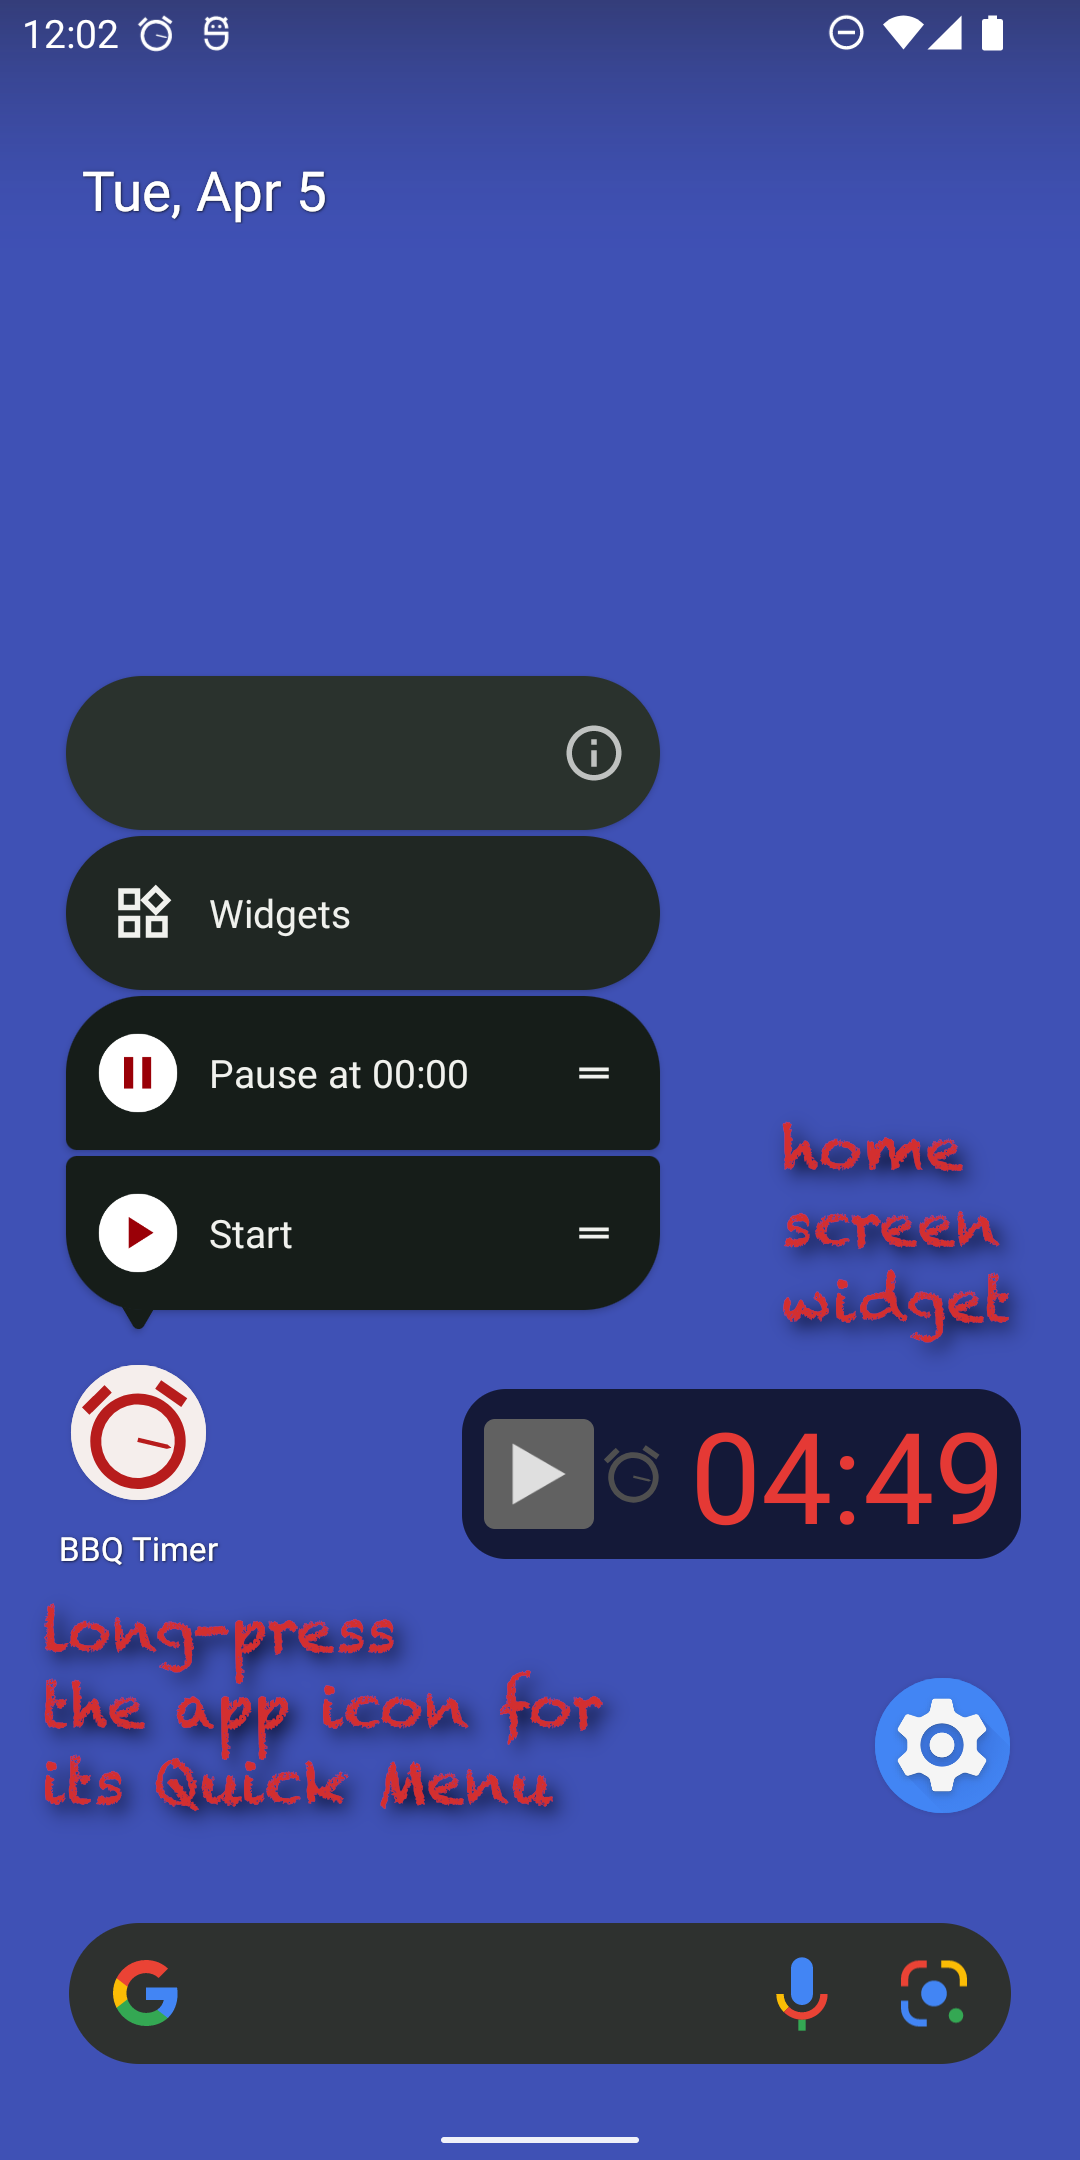 12:02
Tue, Apr 5
Widgets
Pause at 00:00
Start
home
screen
widget
BBQ Timer
04:49
long-press
the app icon for
its Quick Menu